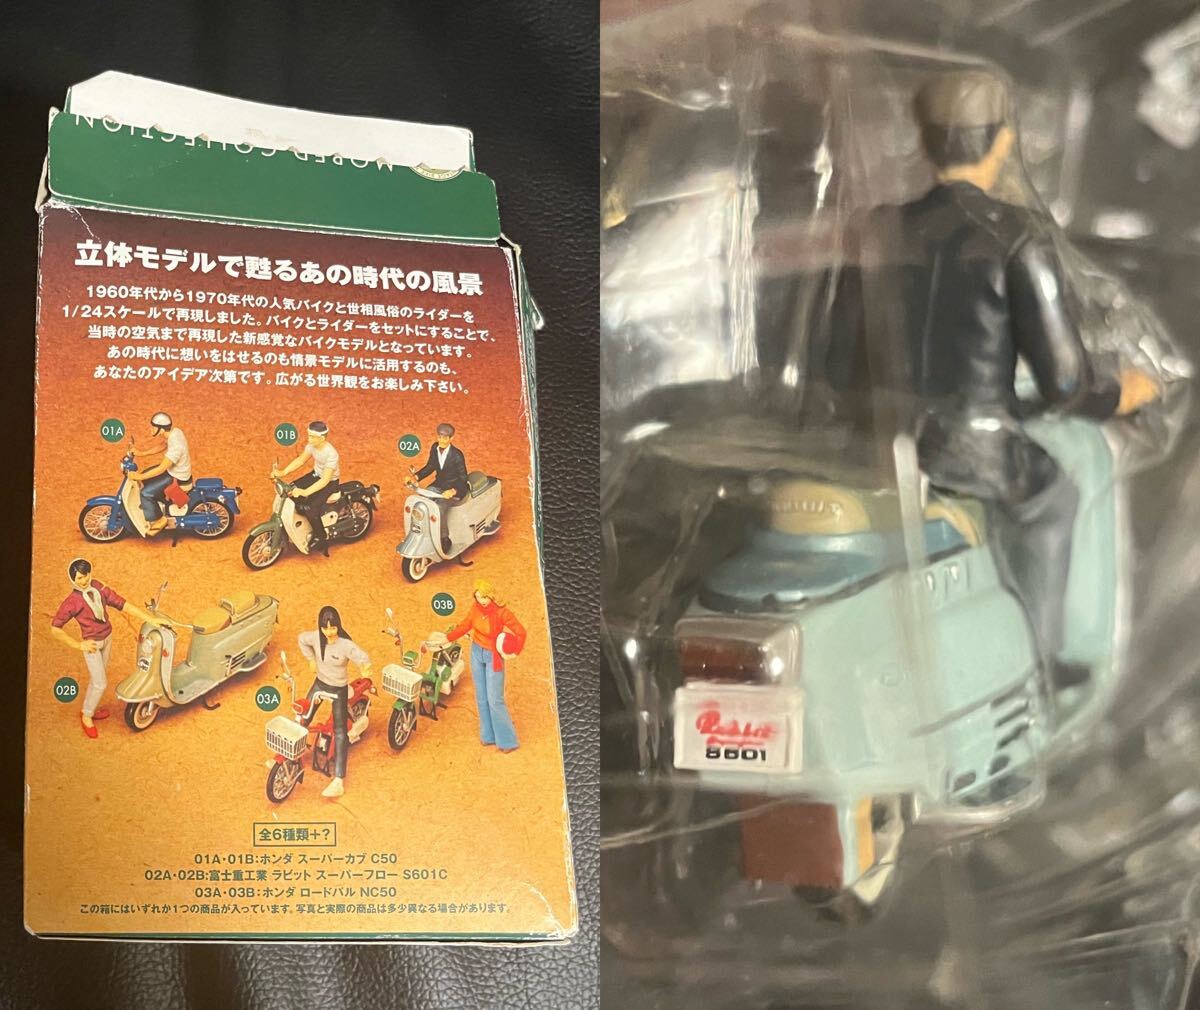 MOPED COLLECTION
立体モデルで甦るあの時代の風景
1960年代から1970年代の人気バイクと世相風俗のライダーを
1/24スケールで再現しました。バイクとライダーをセットにすることで、
当時の空気まで再現した新感覚なバイクモデルとなっています。
あの時代に想いをはせるのも情景モデルに活用するのも、
あなたのアイデア次第です。広がる世界観をお楽しみ下さい。
01A
01B
02A
02B
03A
03B
全6種類+?
01A・01B:ホンダ スーパーカブ C50
02A・02B:富士重工業 ラビット スーパーフロー S601C
03A・03B:ホンダ ロードパル NC50
この箱にはいずれか1つの商品が入っています。写真と実際の商品は多少異なる場合があります。
Rabbit
S601